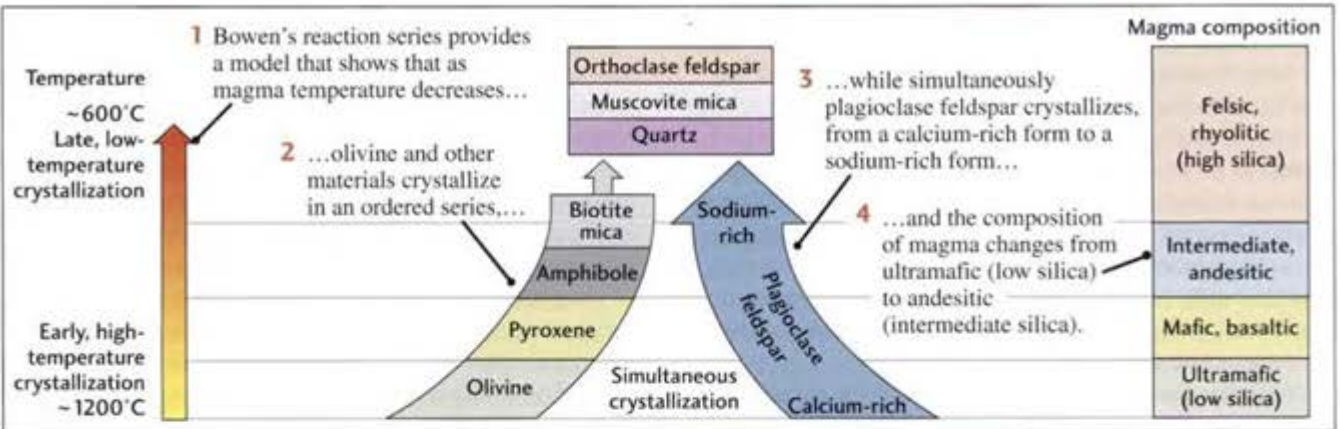 Magma composition
Temperature
~600°C
Late, low-
temperature
crystallization
1 Bowen's reaction series provides
a model that shows that as
magma temperature decreases…
2 …olivine and other
materials crystallize
in an ordered series,…
Orthoclase feldspar
Muscovite mica
Quartz
Biotite
mica
Amphibole
Pyroxene
Olivine
Simultaneous
crystallization
Sodium-
rich
Plagioclase
feldspar
Calcium-rich
3 …while simultaneously
plagioclase feldspar crystallizes,
from a calcium-rich form to a
sodium-rich form…
4 …and the composition
of magma changes from
ultramafic (low silica)
to andesitic
(intermediate silica).
Felsic,
rhyolitic
(high silica)
Intermediate,
andesitic
Mafic, basaltic
Ultramafic
(low silica)
Early, high-
temperature
crystallization
~1200°C